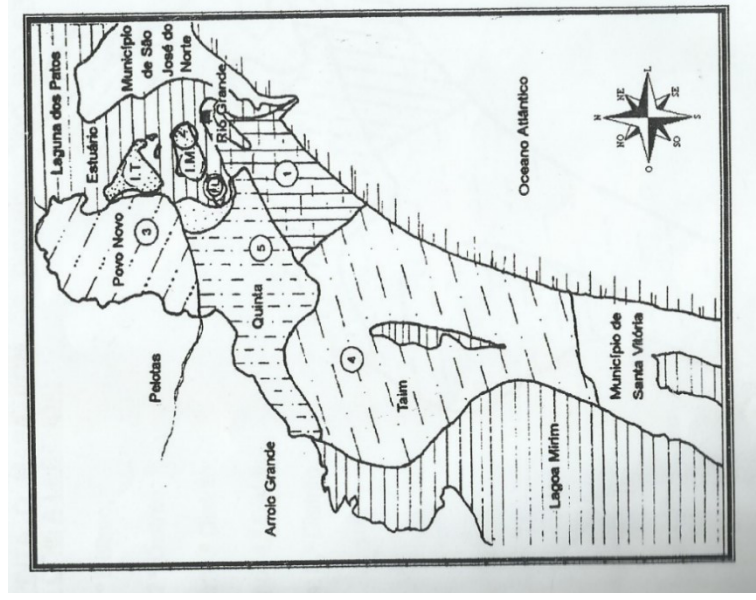 Laguna dos Patos
Estuário
Município
de São
José do
Norte
I.T
I.M
2
Rio Grande
Povo Novo
3
1
5
Quinta
Pelotas
4
Taim
Arroio Grande
Lagoa Mirim
Município de
Santa Vitória
Oceano Atlântico
N
NE
L
SE
S
SO
O
NO